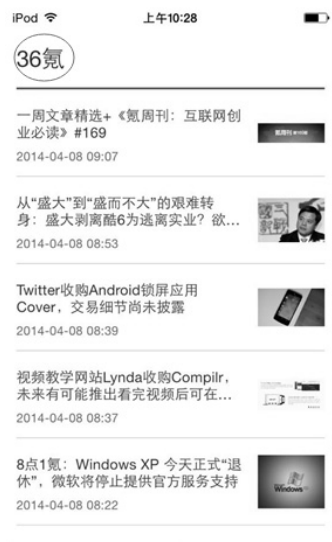 iPod 上午10:28
36氪
一周文章精选+《氪周刊：互联网创
业必读》#169
2014-04-08 09:07
氪周刊 #169期
从“盛大”到“盛而不大”的艰难转
身：盛大剥离酷6为逃离实业？欲…
2014-04-08 08:53
Twitter收购Android锁屏应用
Cover，交易细节尚未披露
2014-04-08 08:39
视频教学网站Lynda收购Compilr，
未来有可能推出看完视频后可在…
2014-04-08 08:37
8点1氪：Windows XP 今天正式“退
休”，微软将停止提供官方服务支持
2014-04-08 08:22
Windows